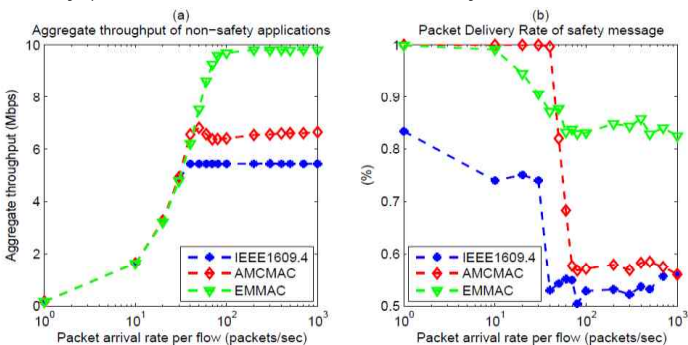 (a)
Aggregate throughput of non−safety applications
10
8
6
4
2
0
Aggregate throughput (Mbps)
IEEE1609.4
AMCMAC
EMMAC
10^0
10^1
10^2
10^3
Packet arrival rate per flow (packets/sec)
(b)
Packet Delivery Rate of safety message
1
0.9
0.8
0.7
0.6
0.5
(%)
IEEE1609.4
AMCMAC
EMMAC
10^0
10^1
10^2
10^3
Packet arrival rate per flow (packets/sec)